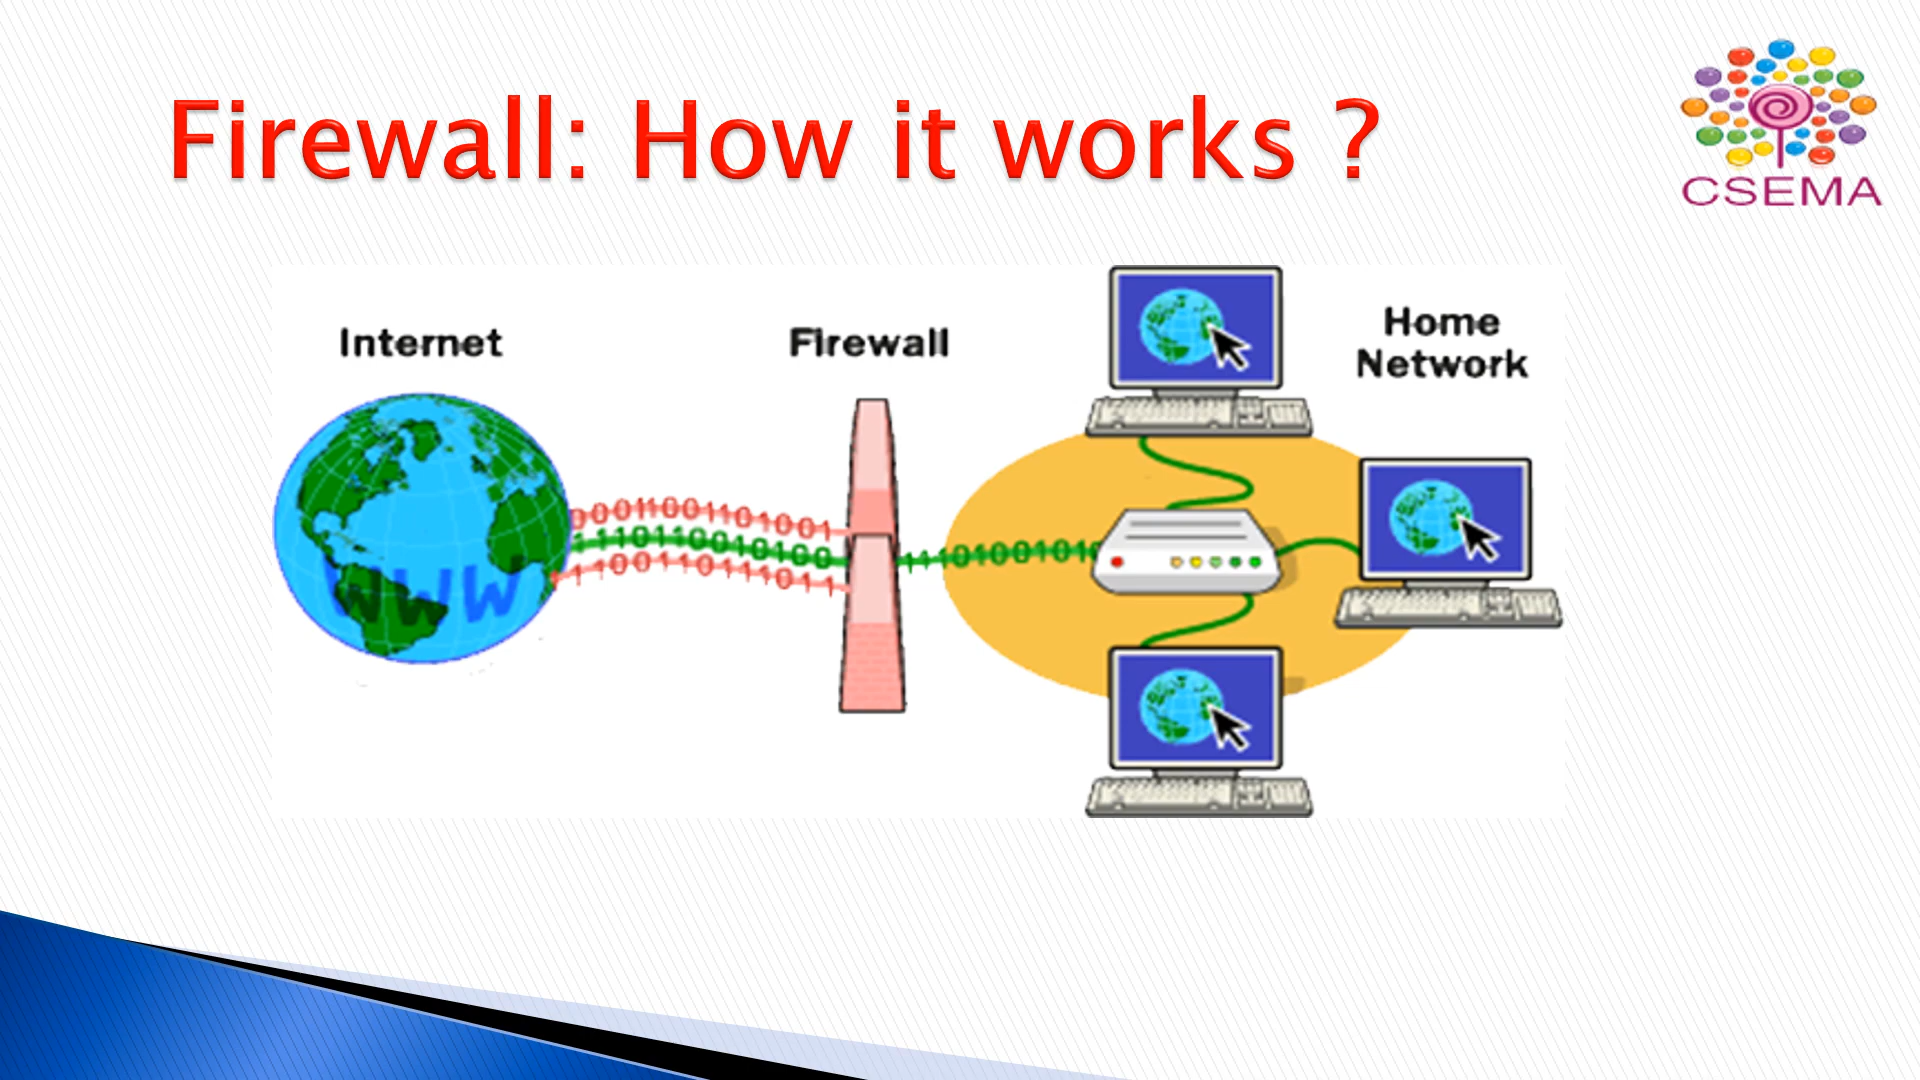 Firewall: How it works ?
CSEMA
Internet
Firewall
Home
Network
WWW